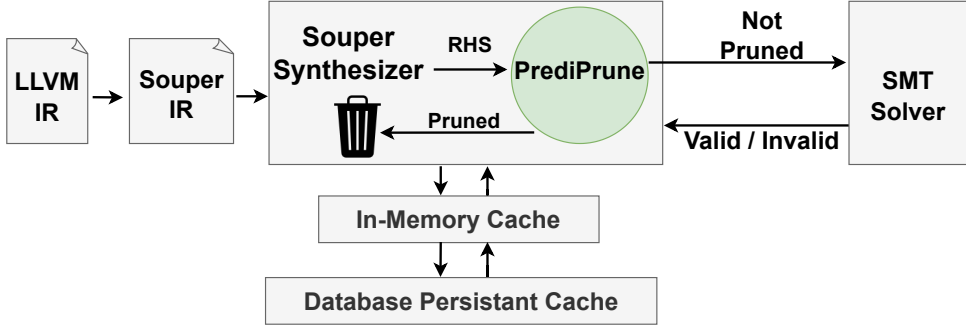 LLVM
IR
Souper
IR
Souper
Synthesizer
RHS
PrediPrune
Pruned
Not
Pruned
Valid / Invalid
SMT
Solver
In-Memory Cache
Database Persistant Cache